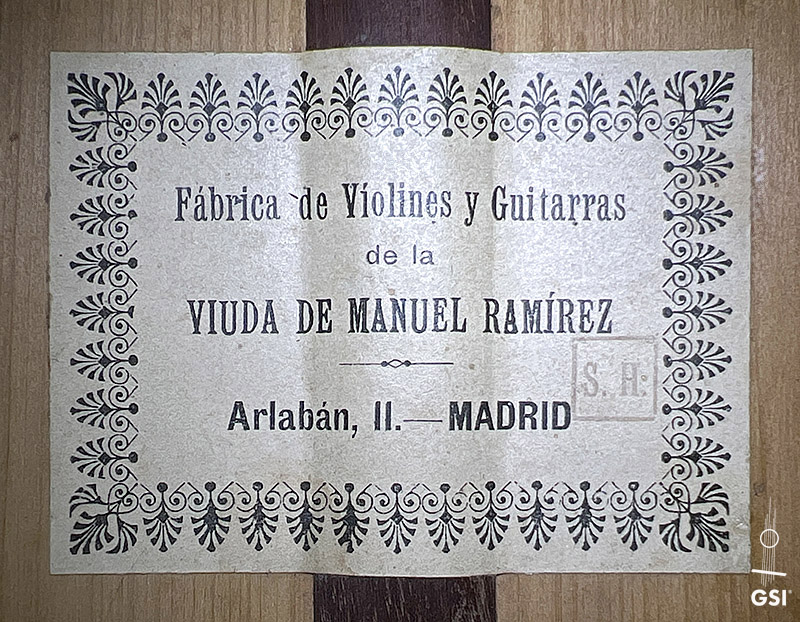 Fábrica de Violines y Guitarras
de la
VIUDA DE MANUEL RAMÍREZ
Arlabán, 11.—MADRID
S. H:
GSI